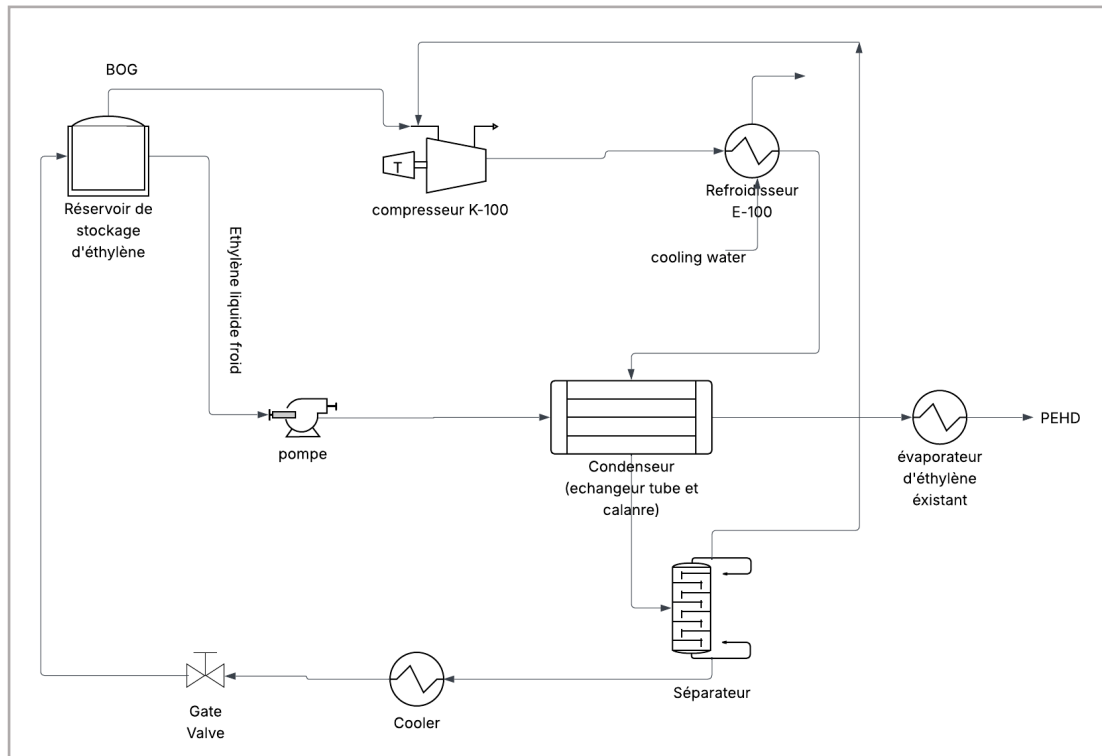 BOG
T
Réservoir de
stockage
d'éthylène
compresseur K-100
Refroidisseur
E-100
cooling water
Ethylène liquide froid
pompe
Condenseur
(echangeur tube et
calanre)
évaporateur
d'éthylène
éxistant
PEHD
Séparateur
Cooler
Gate
Valve